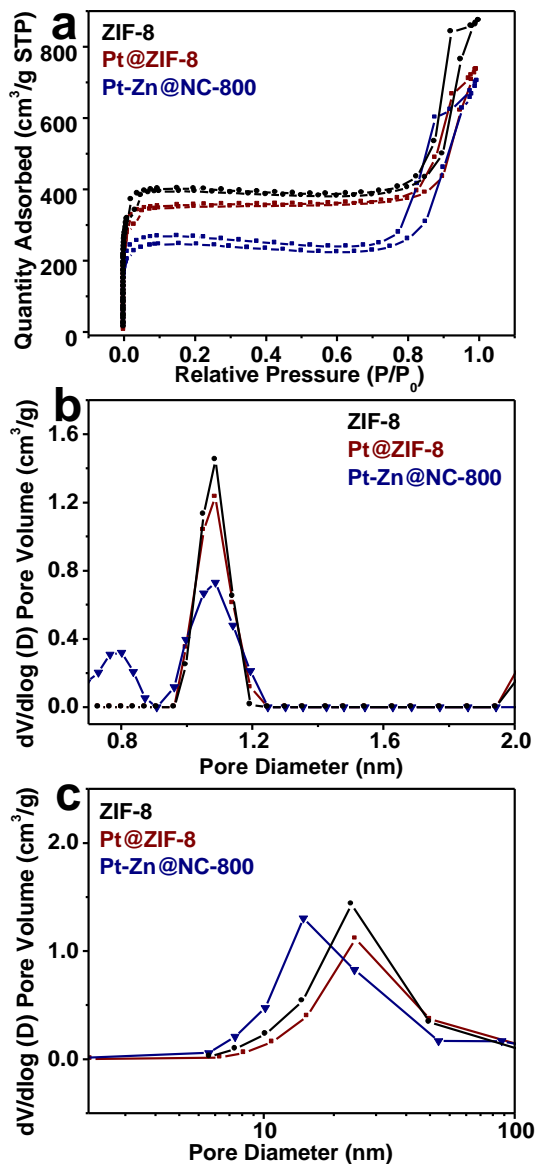 a
ZIF-8
Pt@ZIF-8
Pt-Zn@NC-800
Quantity Adsorbed (cm³/g STP)
800
600
400
200
0
0.0 0.2 0.4 0.6 0.8 1.0
Relative Pressure (P/P₀)
b
ZIF-8
Pt@ZIF-8
Pt-Zn@NC-800
dV/dlog (D) Pore Volume (cm³/g)
1.6
1.2
0.8
0.4
0.0
0.8 1.2 1.6 2.0
Pore Diameter (nm)
c
ZIF-8
Pt@ZIF-8
Pt-Zn@NC-800
dV/dlog (D) Pore Volume (cm³/g)
2.0
1.0
0.0
10 100
Pore Diameter (nm)